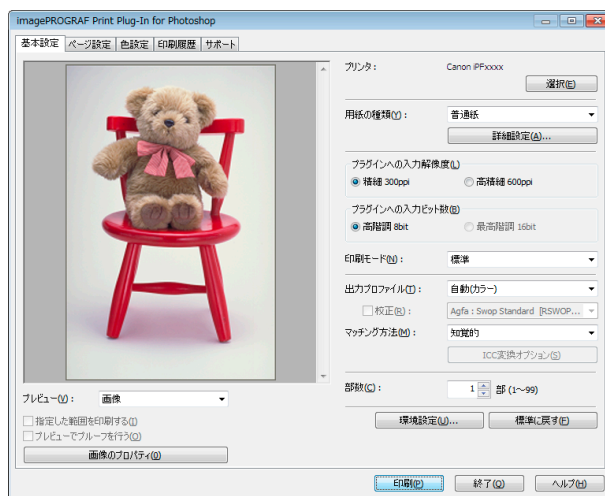 imagePROGRAF Print Plug-In for Photoshop
基本設定 ページ設定 色設定 印刷履歴 サポート
プリンタ: Canon iPFxxxx
選択(E)
用紙の種類(Y): 普通紙
詳細設定(A)...
プラグインへの入力解像度(L)
精細 300ppi 高精細 600ppi
プラグインへの入力ビット数(B)
高階調 8bit 最高階調 16bit
印刷モード(N): 標準
出力プロファイル(T): 自動(カラー)
校正(R): Agfa : Swop Standard [RSWOP...
マッチング方法(M): 知覚的
ICC変換オプション(S)
部数(C): 1 部 (1～99)
環境設定(U)... 標準に戻す(F)
プレビュー(V): 画像
指定した範囲を印刷する(I)
プレビューでプルーフを行う(O)
画像のプロパティ(J)
印刷(P) 終了(Q) ヘルプ(H)